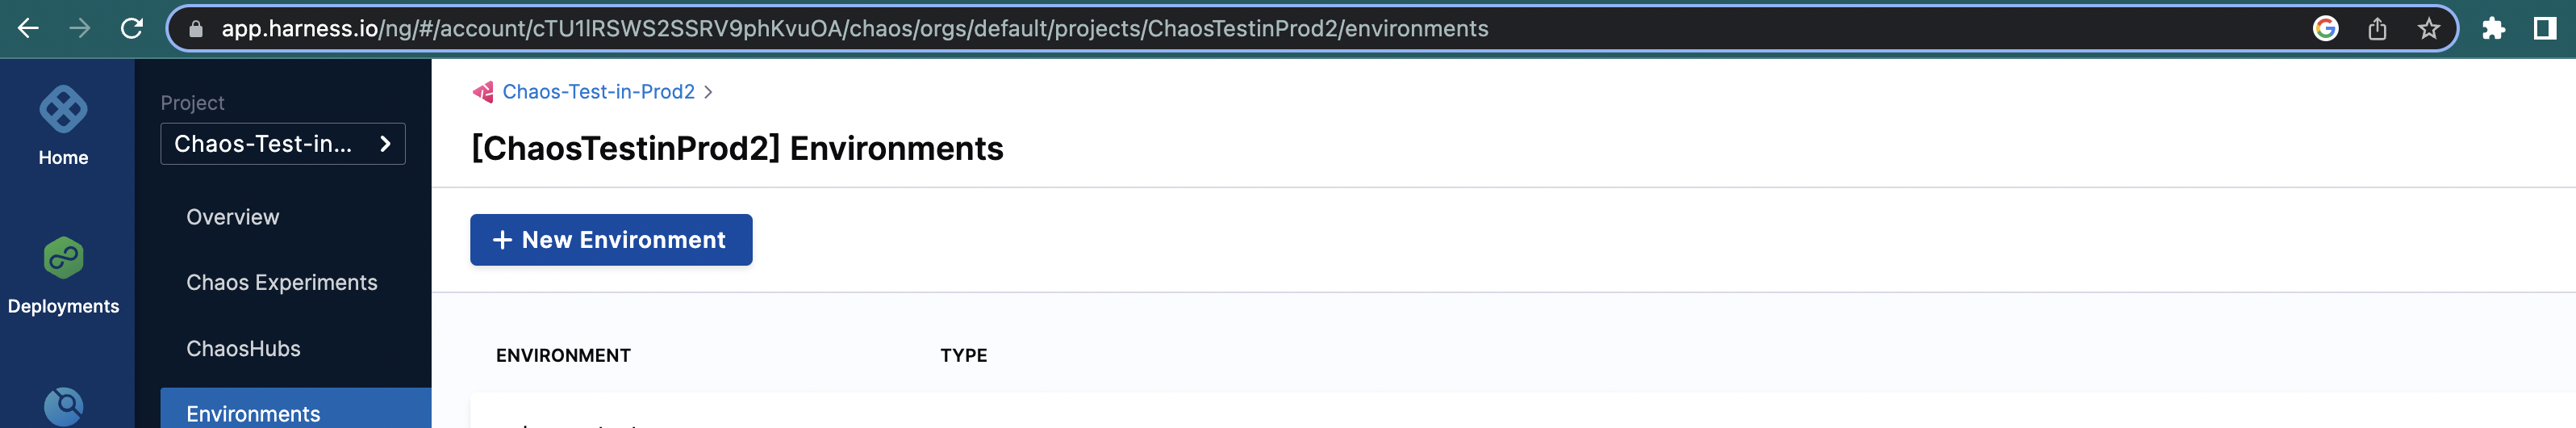 app.harness.io/ng/#/account/cTU1lRSWS2SSRV9phKvuOA/chaos/orgs/default/projects/ChaosTestinProd2/environments
Home
Deployments
Project
Chaos-Test-in...
Overview
Chaos Experiments
ChaosHubs
Environments
Chaos-Test-in-Prod2
[ChaosTestinProd2] Environments
+ New Environment
ENVIRONMENT TYPE